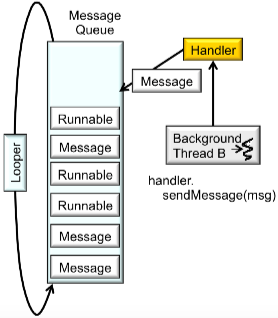 Message
Queue
Handler
Message
Runnable
Message
Runnable
Runnable
Message
Message
Looper
Background
Thread B
handler.
sendMessage(msg)